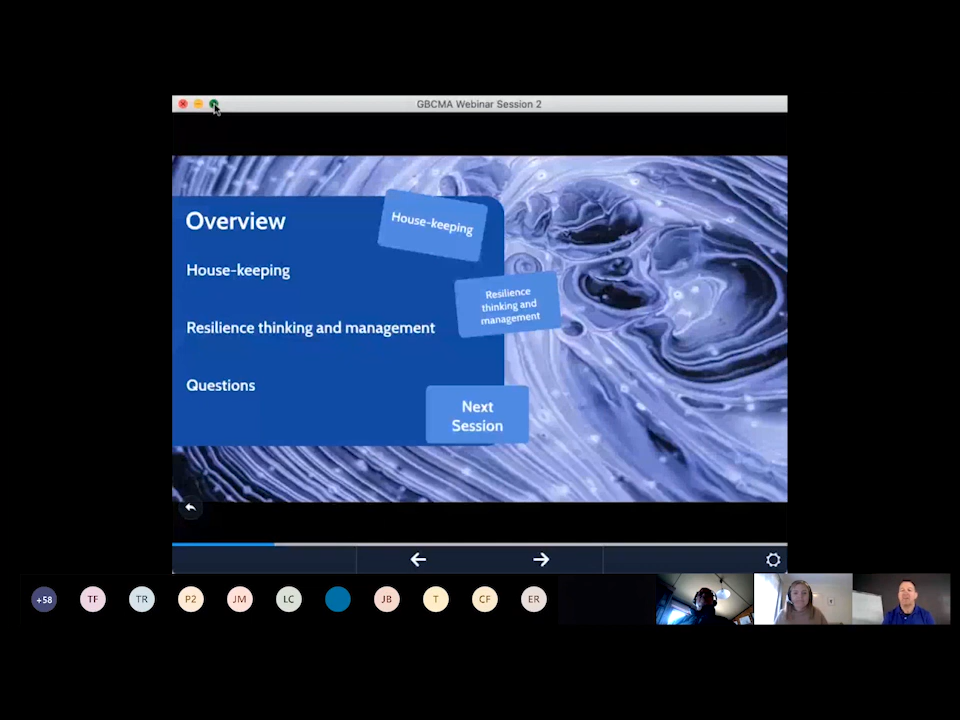 GBCMA Webinar Session 2
Overview
House-keeping
House-keeping
Resilience
thinking and
management
Resilience thinking and management
Questions
Next
Session
+58
TF
TR
P2
JM
LC
JB
T
CF
ER